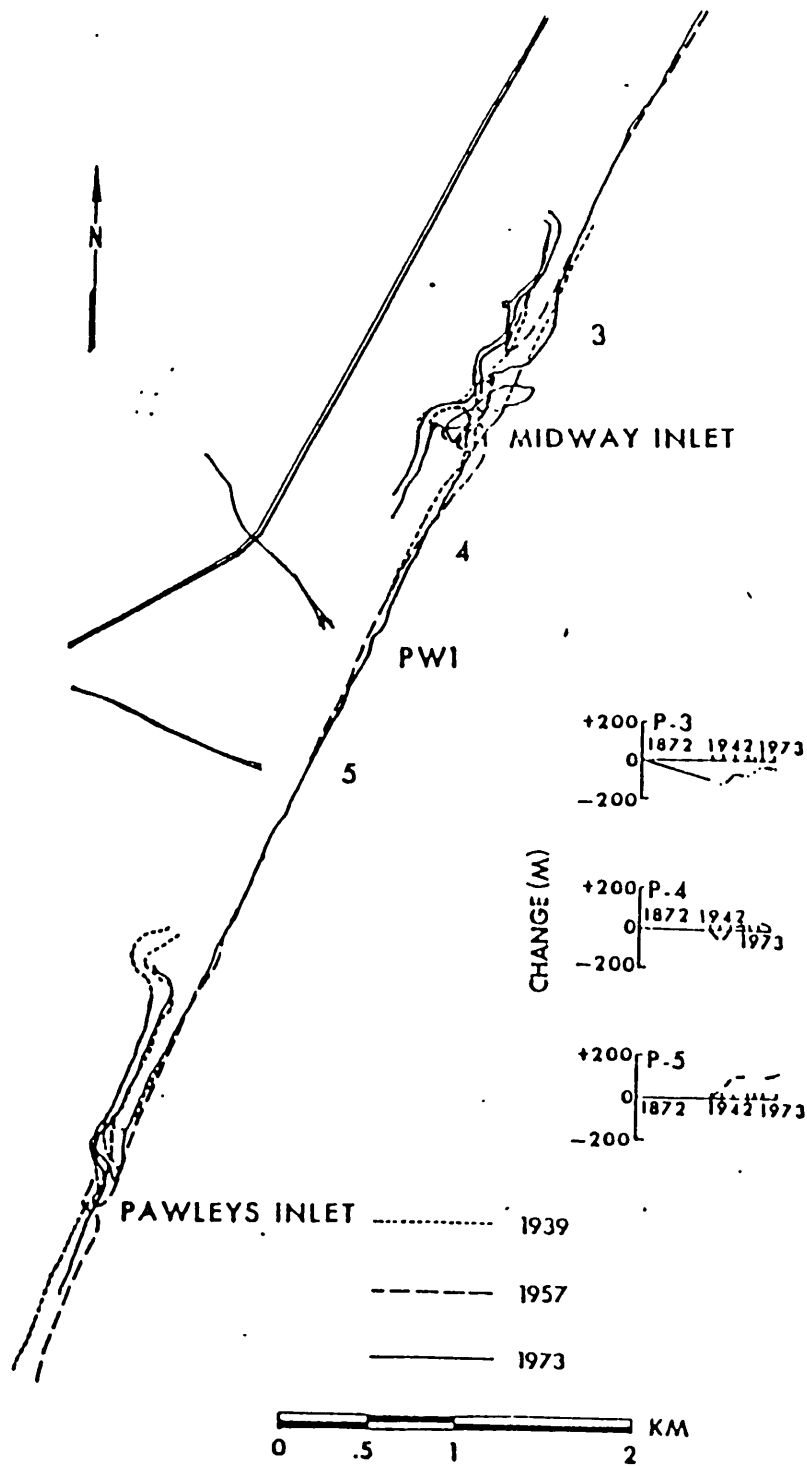 N
3
MIDWAY INLET
4
PW1
5
+200 P-3
1872 1942 1973
0
−200
CHANGE (M)
+200 P-4
1872 1942
0
1973
−200
+200 P-5
0
1872 1942 1973
−200
PAWLEYS INLET
1939
1957
1973
KM
0 .5 1 2